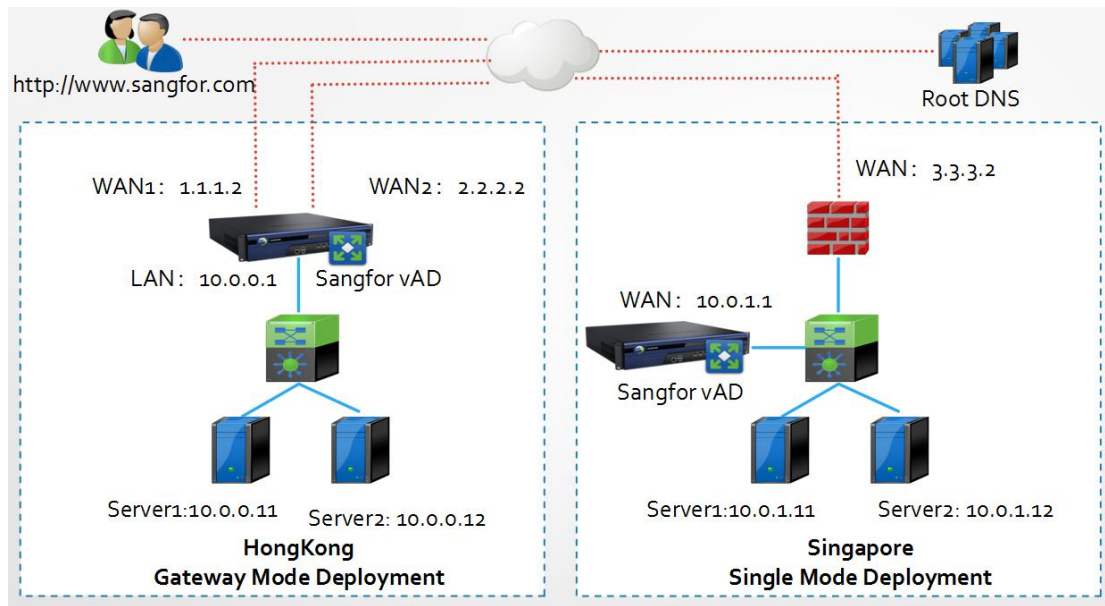 http://www.sangfor.com
Root DNS
WAN1: 1.1.1.2
WAN2: 2.2.2.2
LAN: 10.0.0.1
Sangfor vAD
Server1:10.0.0.11
Server2: 10.0.0.12
HongKong
Gateway Mode Deployment
WAN: 3.3.3.2
WAN: 10.0.1.1
Sangfor vAD
Server1:10.0.1.11
Server2: 10.0.1.12
Singapore
Single Mode Deployment